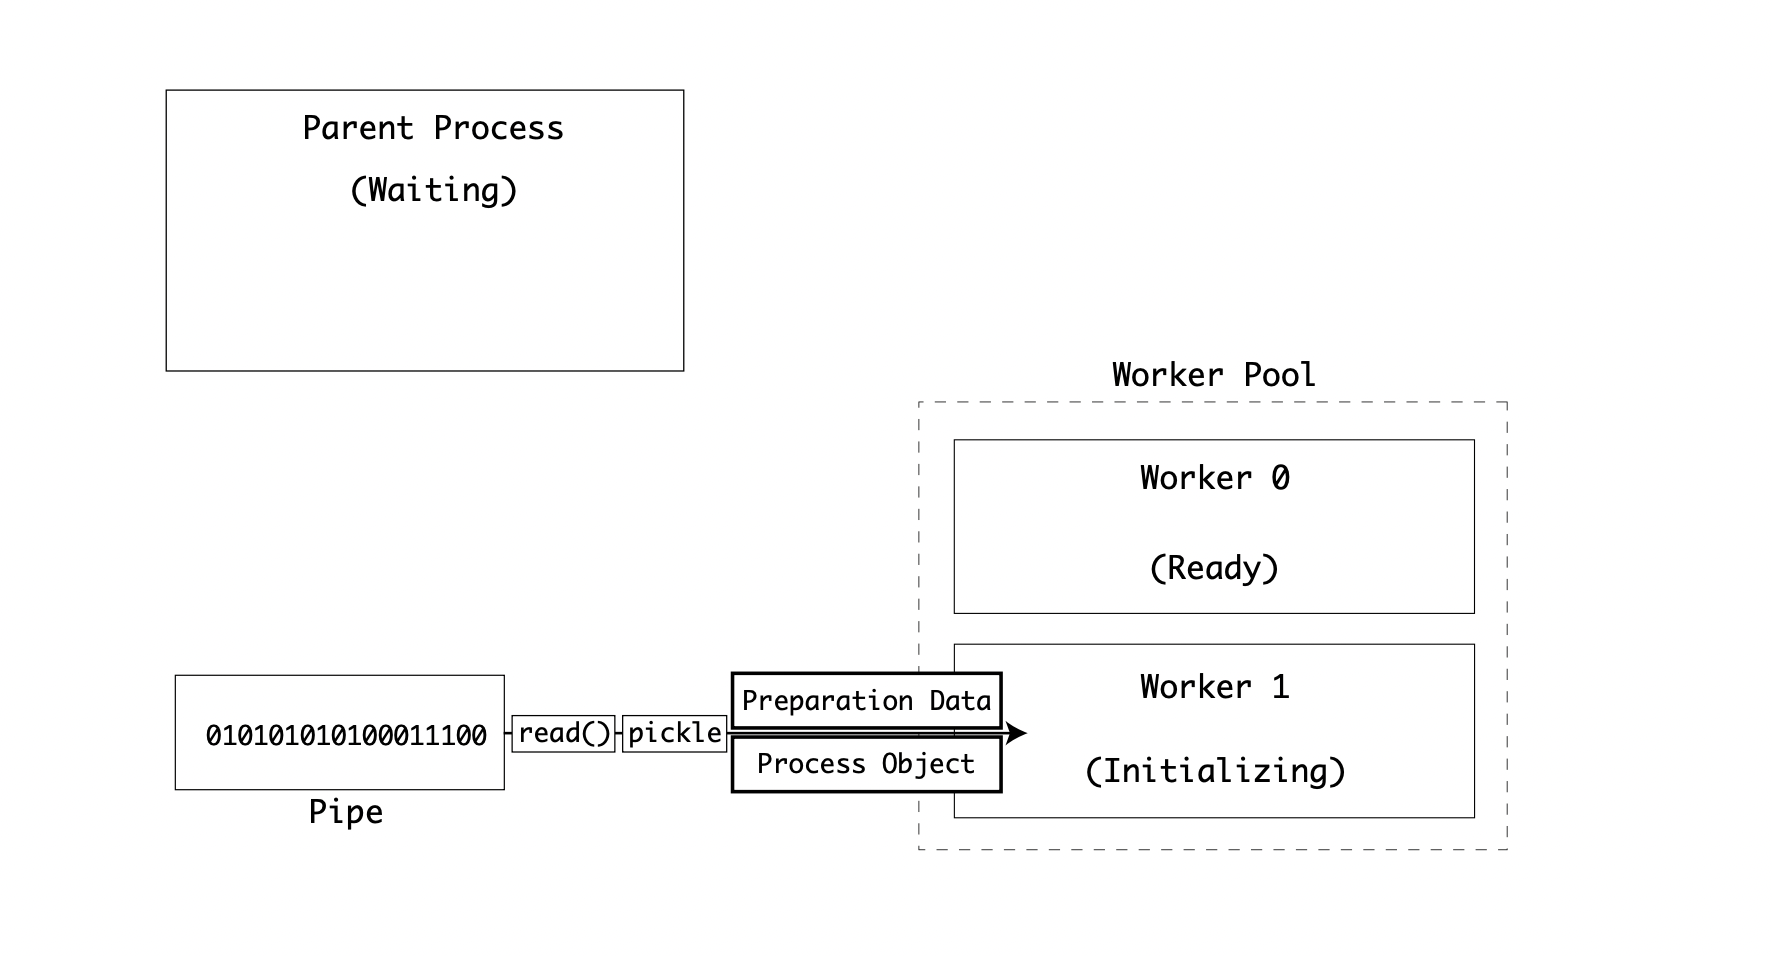 Parent Process
(Waiting)
Worker Pool
Worker 0
(Ready)
Worker 1
(Initializing)
Preparation Data
010101010100011100
read()
pickle
Process Object
Pipe